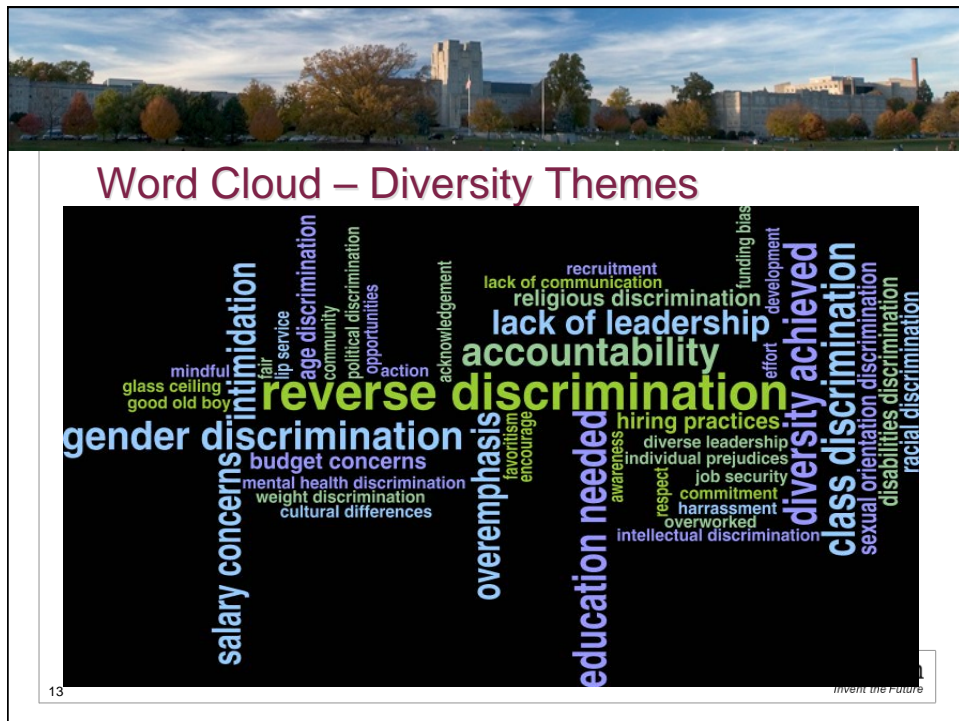 Word Cloud – Diversity Themes
funding bias
development
age discrimination
political discrimination
recruitment
lack of communication
religious discrimination
lack of leadership
accountability
acknowledgement
opportunities
community
lip service
fair
intimidation
action
effort
diversity achieved
class discrimination
sexual orientation discrimination
disabilities discrimination
racial discrimination
mindful
glass ceiling
good old boy
reverse discrimination
gender discrimination
hiring practices
budget concerns
mental health discrimination
weight discrimination
cultural differences
salary concerns
overemphasis
favoritism
encourage
education needed
awareness
diverse leadership
individual prejudices
job security
respect
commitment
harrassment
overworked
intellectual discrimination
13
Invent the Future